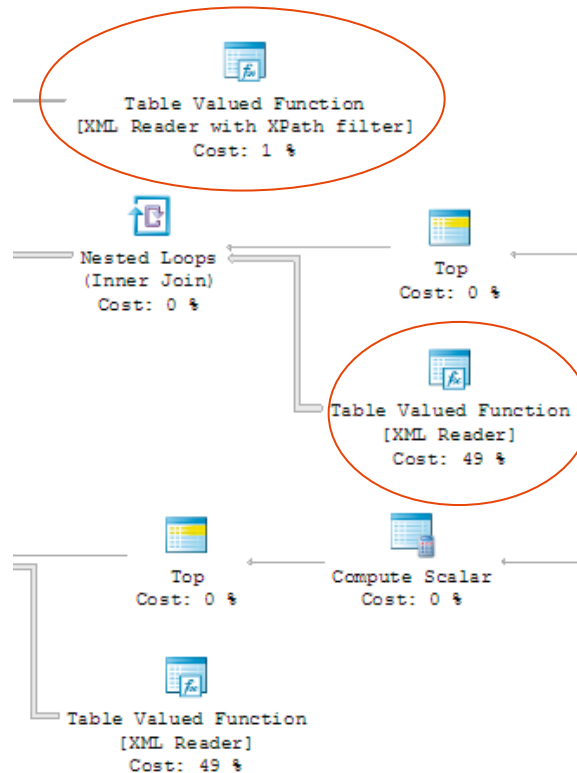 Table Valued Function
[XML Reader with XPath filter]
Cost: 1 %
Nested Loops
(Inner Join)
Cost: 0 %
Top
Cost: 0 %
Table Valued Function
[XML Reader]
Cost: 49 %
Top
Cost: 0 %
Compute Scalar
Cost: 0 %
Table Valued Function
[XML Reader]
Cost: 49 %